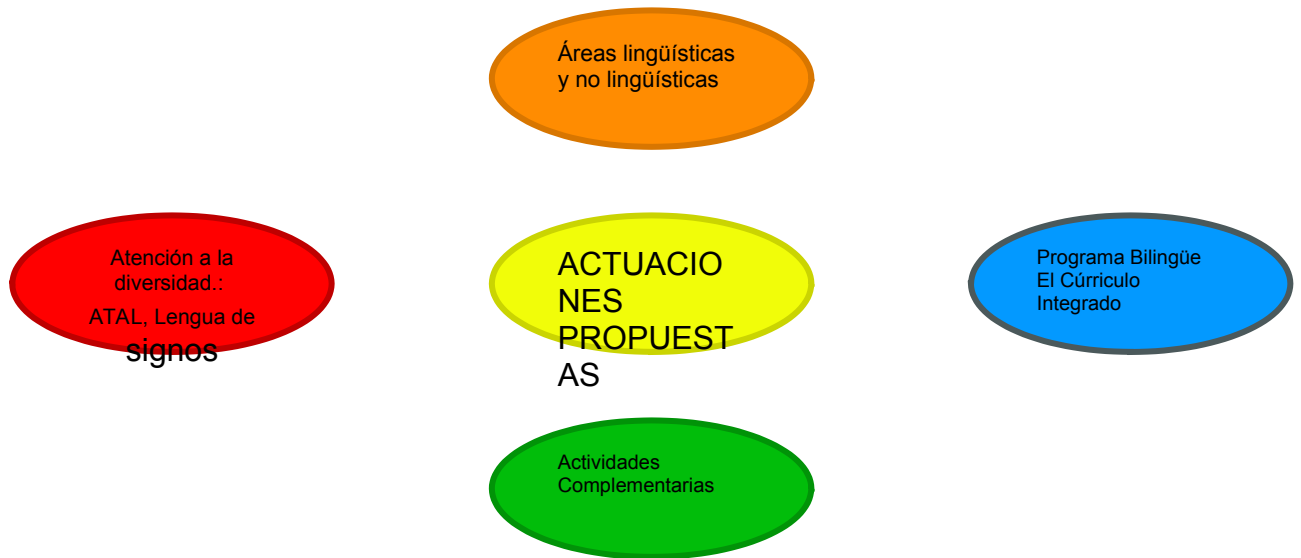 Áreas lingüísticas
y no lingüísticas
Atención a la
diversidad.:
ATAL, Lengua de
signos
ACTUACIO
NES
PROPUEST
AS
Programa Bilingüe
El Cúrriculo
Integrado
Actividades
Complementarias